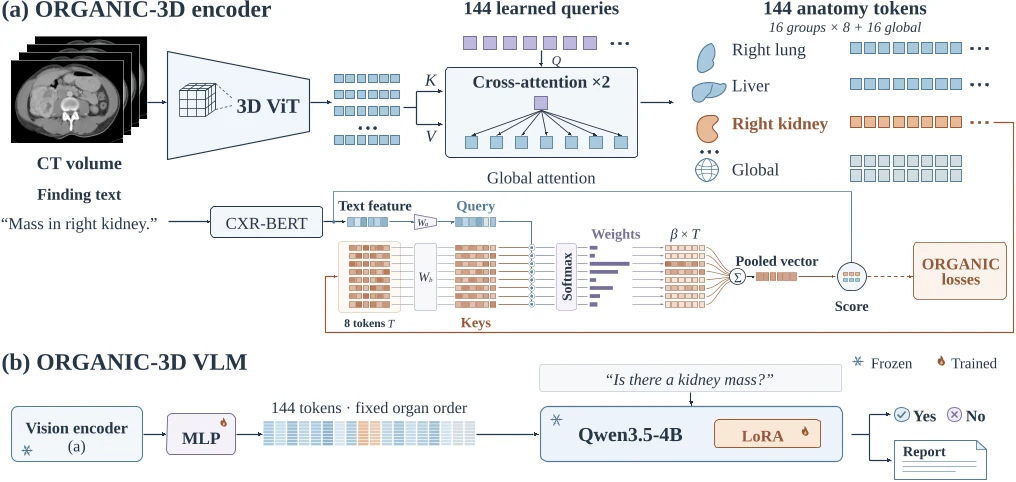 (a) ORGANIC-3D encoder
144 learned queries
144 anatomy tokens
16 groups × 8 + 16 global
Q
Right lung
Cross-attention ×2
K
Liver
3D ViT
Right kidney
V
CT volume
Global attention
Global
Finding text
“Mass in right kidney.”
CXR-BERT
Text feature
Wa
Query
Weights
β × T
Wb
Softmax
Σ
Pooled vector
Score
ORGANIC
losses
8 tokens T
Keys
(b) ORGANIC-3D VLM
Frozen
Trained
“Is there a kidney mass?”
144 tokens · fixed organ order
Vision encoder
(a)
MLP
Qwen3.5-4B
LoRA
Yes
No
Report